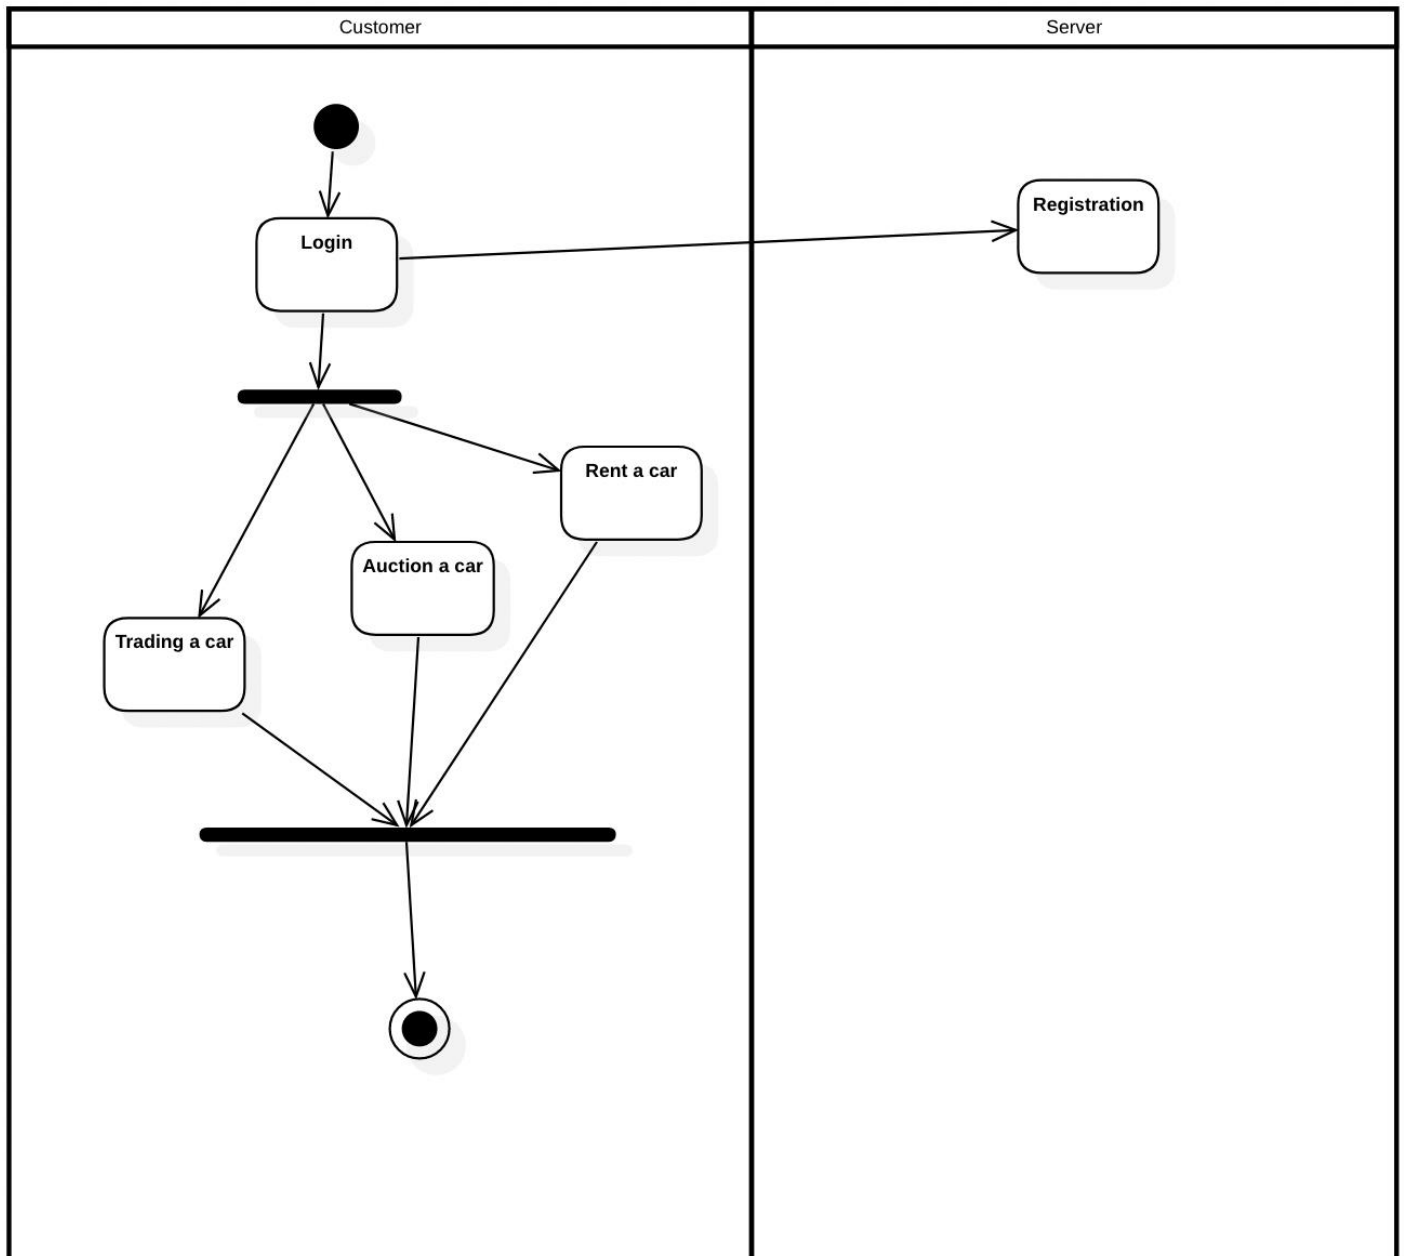 Customer
Server
Registration
Login
Rent a car
Auction a car
Trading a car